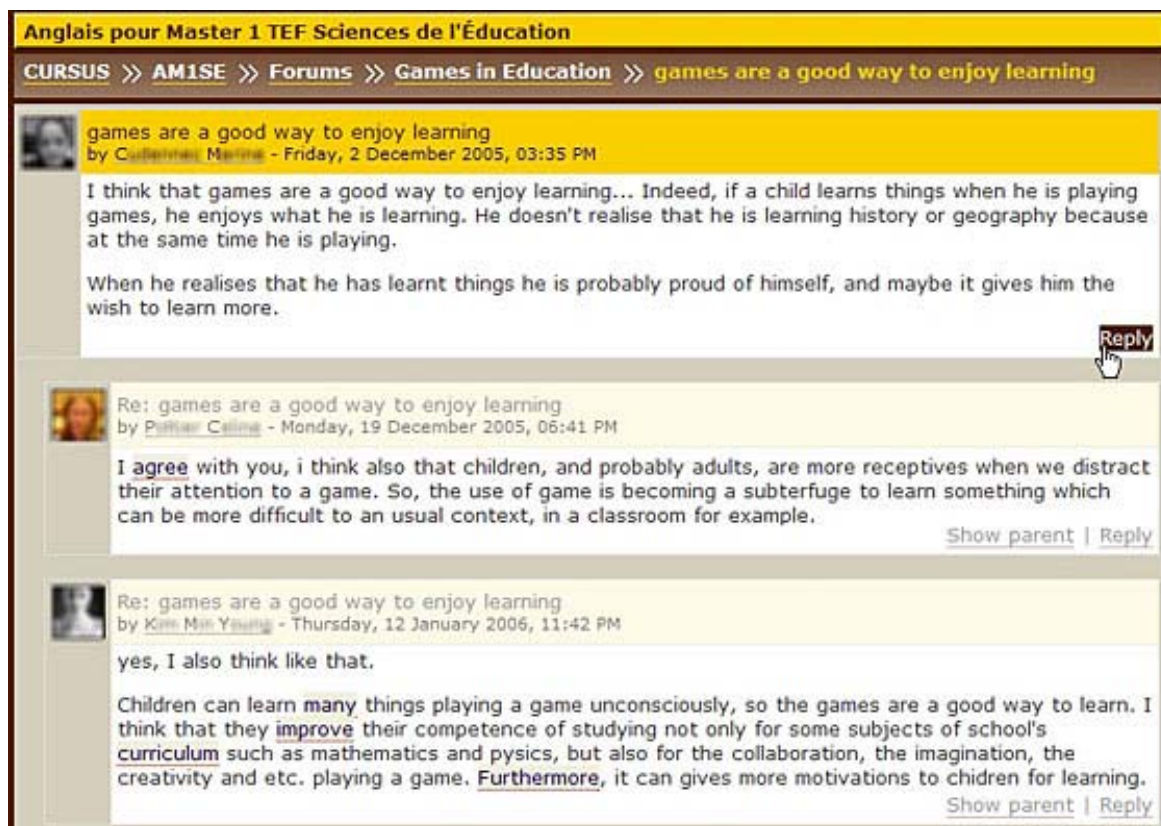 Anglais pour Master 1 TEF Sciences de l'Éducation
CURSUS >> AM1SE >> Forums >> Games in Education >> games are a good way to enjoy learning
games are a good way to enjoy learning
by - Friday, 2 December 2005, 03:35 PM
I think that games are a good way to enjoy learning... Indeed, if a child learns things when he is playing
games, he enjoys what he is learning. He doesn't realise that he is learning history or geography because
at the same time he is playing.
When he realises that he has learnt things he is probably proud of himself, and maybe it gives him the
wish to learn more.
Reply
Re: games are a good way to enjoy learning
by - Monday, 19 December 2005, 06:41 PM
I agree with you, i think also that children, and probably adults, are more receptives when we distract
their attention to a game. So, the use of game is becoming a subterfuge to learn something which
can be more difficult to an usual context, in a classroom for example.
Show parent | Reply
Re: games are a good way to enjoy learning
by - Thursday, 12 January 2006, 11:42 PM
yes, I also think like that.
Children can learn many things playing a game unconsciously, so the games are a good way to learn. I
think that they improve their competence of studying not only for some subjects of school's
curriculum such as mathematics and pysics, but also for the collaboration, the imagination, the
creativity and etc. playing a game. Furthermore, it can gives more motivations to chidren for learning.
Show parent | Reply